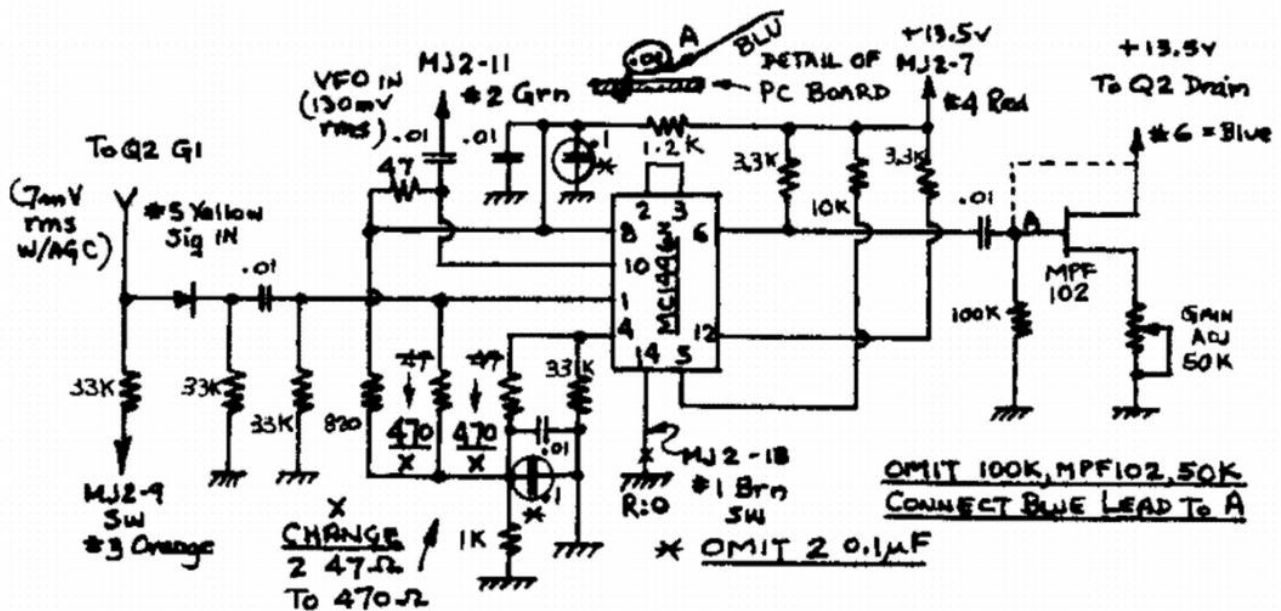 VFO IN
(130mV
rms)
MJ2-11
#2 Grn
.01
.01
47
A
BLU
.01
DETAIL OF
PC BOARD
+13.5V
MJ2-7
#4 Red
+13.5V
To Q2 Drain
#6 = Blue
To Q2 G1
(7mV
rms
W/AGC)
#5 Yellow
Sig IN
.01
.1
*
1.2K
3.3K
10K
3.3K
.01
A
2 3
8 6
10
1
4 12
14 5
MC1496N
MPF
102
100K
GAIN
ADJ
50K
33K
33K
33K
820
47
470
X
47
470
X
33K
.01
.1
*
1K
MJ2-9
SW
#3 Orange
X
CHANGE
2 47Ω
To 470Ω
X
R:0
MJ2-18
#1 Brn
SW
* OMIT 2 0.1µF
OMIT 100K, MPF102, 50K
CONNECT BLUE LEAD TO A